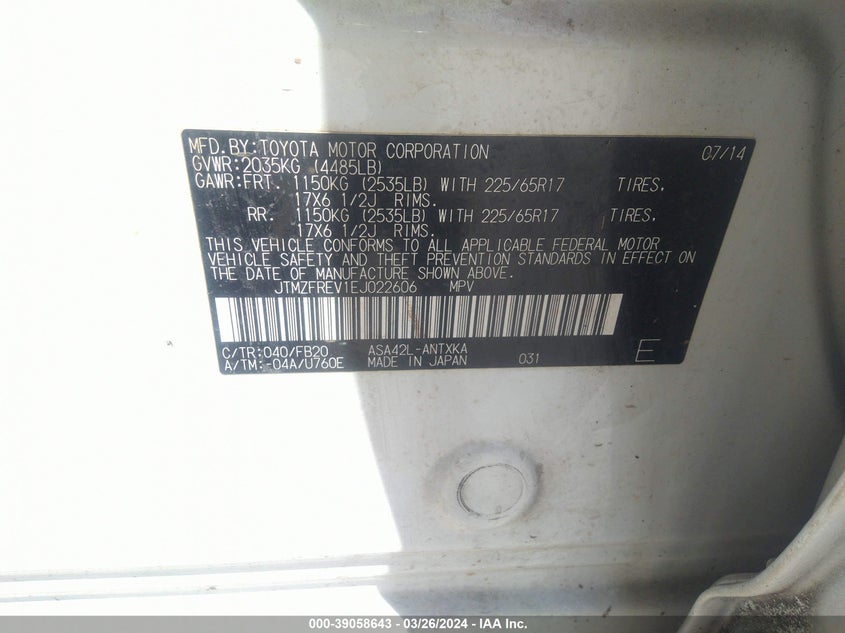 MFD.BY:TOYOTA MOTOR CORPORATION 07/14
GVWR:2035KG (4485LB)
GAWR:FRT. 1150KG (2535LB) WITH 225/65R17 TIRES,
17X6 1/2J RIMS.
RR. 1150KG (2535LB) WITH 225/65R17 TIRES,
17X6 1/2J RIMS.
THIS VEHICLE CONFORMS TO ALL APPLICABLE FEDERAL MOTOR
VEHICLE SAFETY AND THEFT PREVENTION STANDARDS IN EFFECT ON
THE DATE OF MANUFACTURE SHOWN ABOVE.
JTMZFREV1EJ022606 MPV
C/TR:040/FB20 ASA42L-ANTXKA
A/TM:-04A/U760E MADE IN JAPAN 031 E
000-39058643 - 03/26/2024 - IAA Inc.